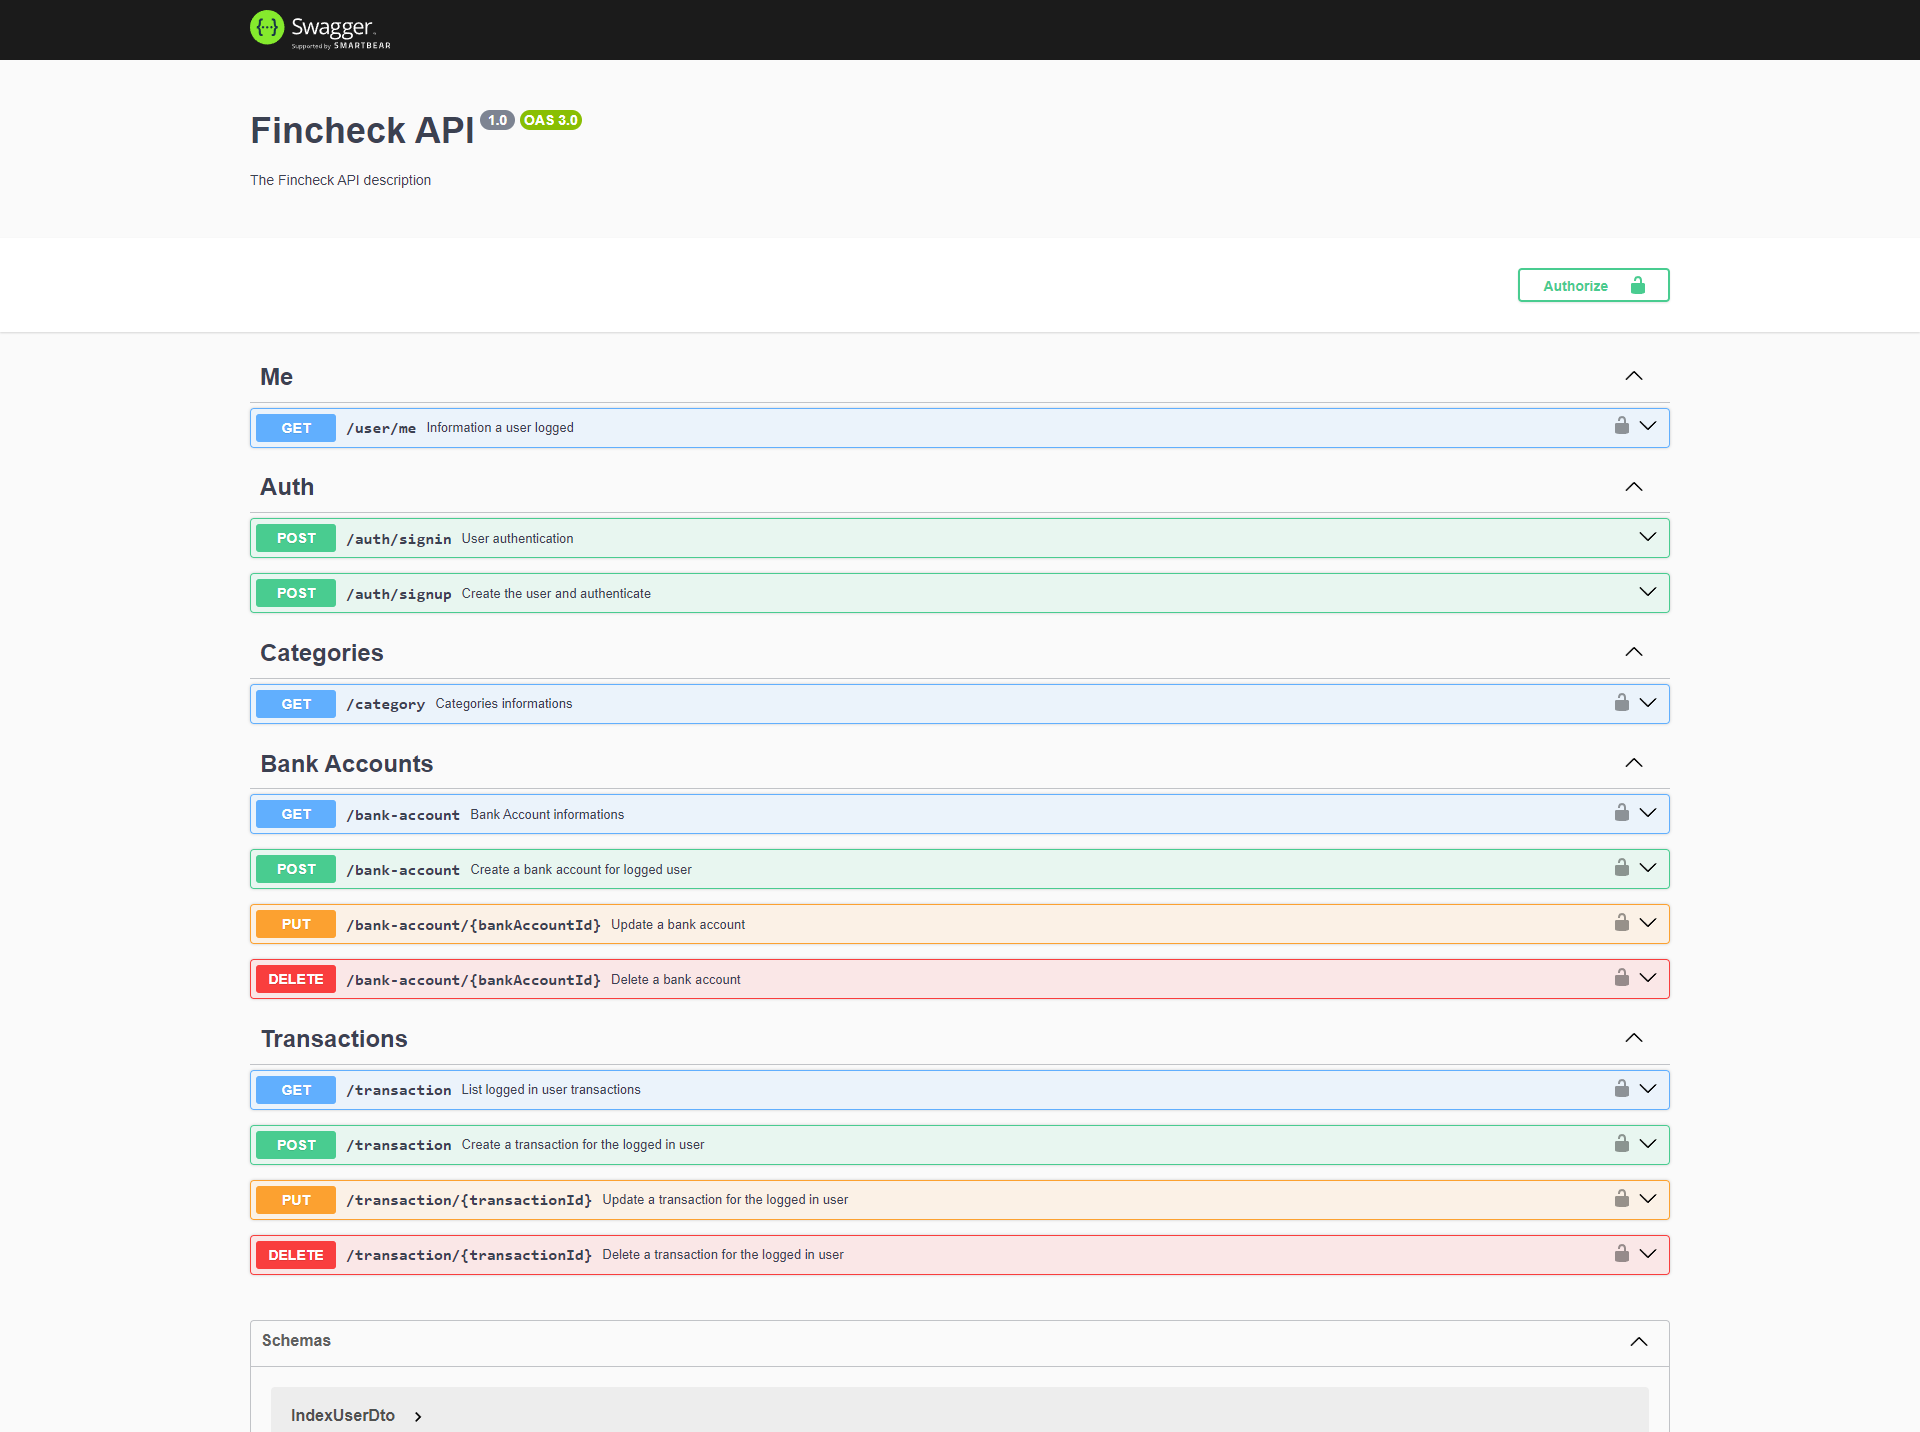 Swagger
Supported by SMARTBEAR
Fincheck API 1.0 OAS 3.0
The Fincheck API description
Authorize
Me
GET /user/me Information a user logged
Auth
POST /auth/signin User authentication
POST /auth/signup Create the user and authenticate
Categories
GET /category Categories informations
Bank Accounts
GET /bank-account Bank Account informations
POST /bank-account Create a bank account for logged user
PUT /bank-account/{bankAccountId} Update a bank account
DELETE /bank-account/{bankAccountId} Delete a bank account
Transactions
GET /transaction List logged in user transactions
POST /transaction Create a transaction for the logged in user
PUT /transaction/{transactionId} Update a transaction for the logged in user
DELETE /transaction/{transactionId} Delete a transaction for the logged in user
Schemas
IndexUserDto